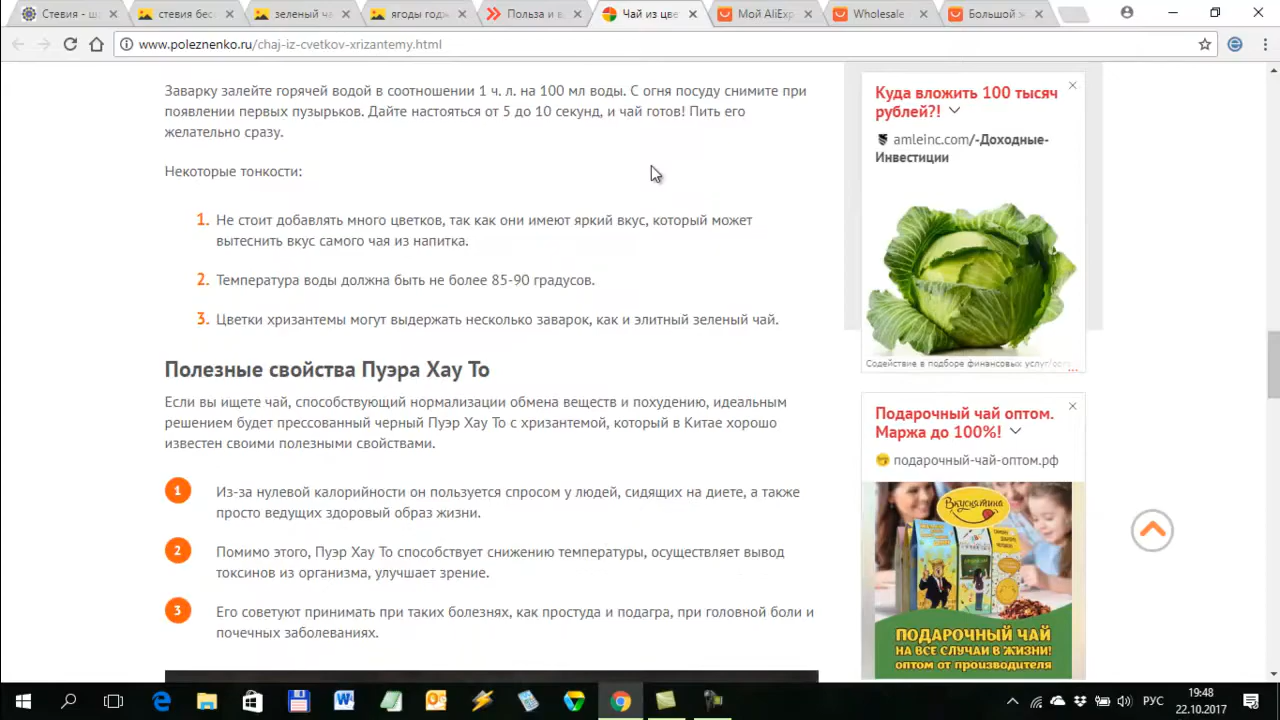 Стевия - ш
стевия бес
зеленый ча
ягоды годж
Польза и в
Чай из цве
Мой AliExp
Wholesale
Большой э
www.poleznenko.ru/chaj-iz-cvetkov-xrizantemy.html
Заварку залейте горячей водой в соотношении 1 ч. л. на 100 мл воды. С огня посуду снимите при
появлении первых пузырьков. Дайте настояться от 5 до 10 секунд, и чай готов! Пить его
желательно сразу.
Некоторые тонкости:
1. Не стоит добавлять много цветков, так как они имеют яркий вкус, который может
вытеснить вкус самого чая из напитка.
2. Температура воды должна быть не более 85-90 градусов.
3. Цветки хризантемы могут выдержать несколько заварок, как и элитный зеленый чай.
Полезные свойства Пуэра Хау То
Если вы ищете чай, способствующий нормализации обмена веществ и похудению, идеальным
решением будет прессованный черный Пуэр Хау То с хризантемой, который в Китае хорошо
известен своими полезными свойствами.
1 Из-за нулевой калорийности он пользуется спросом у людей, сидящих на диете, а также
просто ведущих здоровый образ жизни.
2 Помимо этого, Пуэр Хау То способствует снижению температуры, осуществляет вывод
токсинов из организма, улучшает зрение.
3 Его советуют принимать при таких болезнях, как простуда и подагра, при головной боли и
почечных заболеваниях.
Куда вложить 100 тысяч
рублей?!
amleinc.com/-Доходные-
Инвестиции
Содействие в подборе финансовых услуг/орг
Подарочный чай оптом.
Маржа до 100%!
подарочный-чай-оптом.рф
Вкуснятина
ПОДАРОЧНЫЙ ЧАЙ
НА ВСЕ СЛУЧАИ В ЖИЗНИ!
ОПТОМ ОТ ПРОИЗВОДИТЕЛЯ
РУС
19:48
22.10.2017